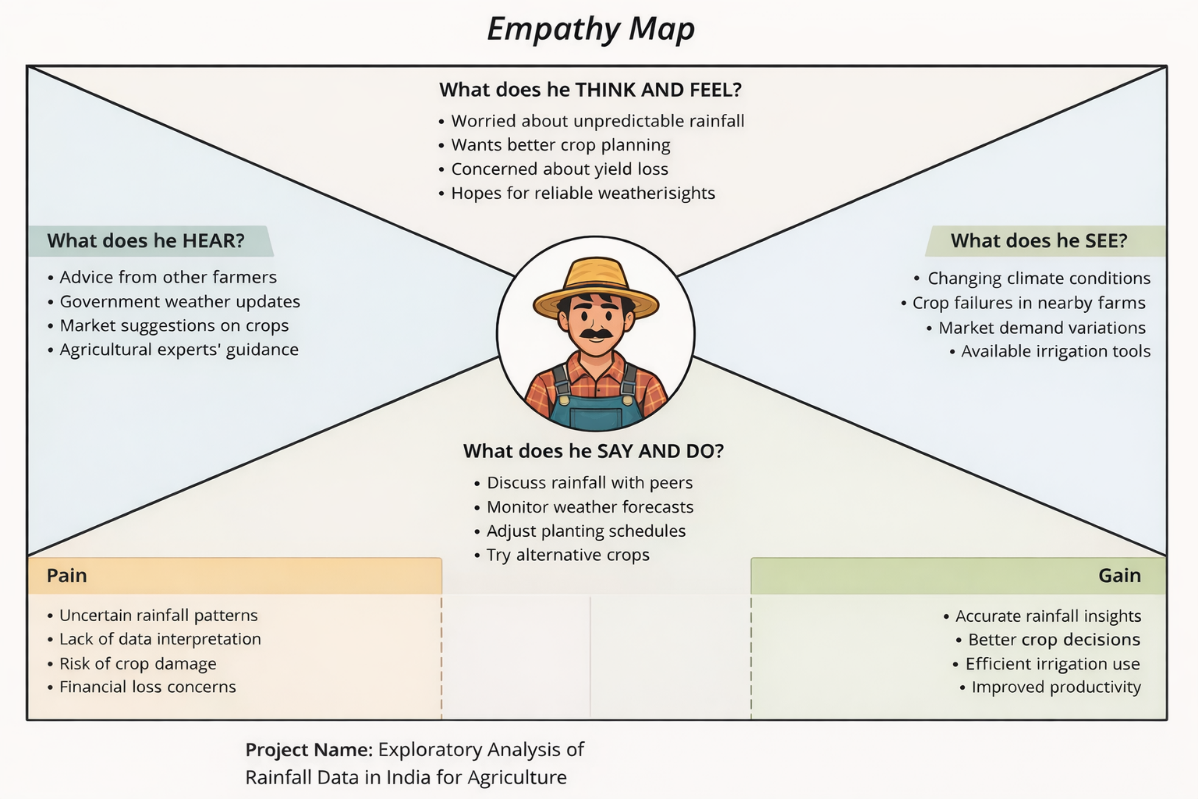 Empathy Map
What does he THINK AND FEEL?
• Worried about unpredictable rainfall
• Wants better crop planning
• Concerned about yield loss
• Hopes for reliable weatherisights
What does he HEAR?
• Advice from other farmers
• Government weather updates
• Market suggestions on crops
• Agricultural experts' guidance
What does he SEE?
• Changing climate conditions
• Crop failures in nearby farms
• Market demand variations
• Available irrigation tools
What does he SAY AND DO?
• Discuss rainfall with peers
• Monitor weather forecasts
• Adjust planting schedules
• Try alternative crops
Pain
• Uncertain rainfall patterns
• Lack of data interpretation
• Risk of crop damage
• Financial loss concerns
Gain
• Accurate rainfall insights
• Better crop decisions
• Efficient irrigation use
• Improved productivity
Project Name: Exploratory Analysis of
Rainfall Data in India for Agriculture